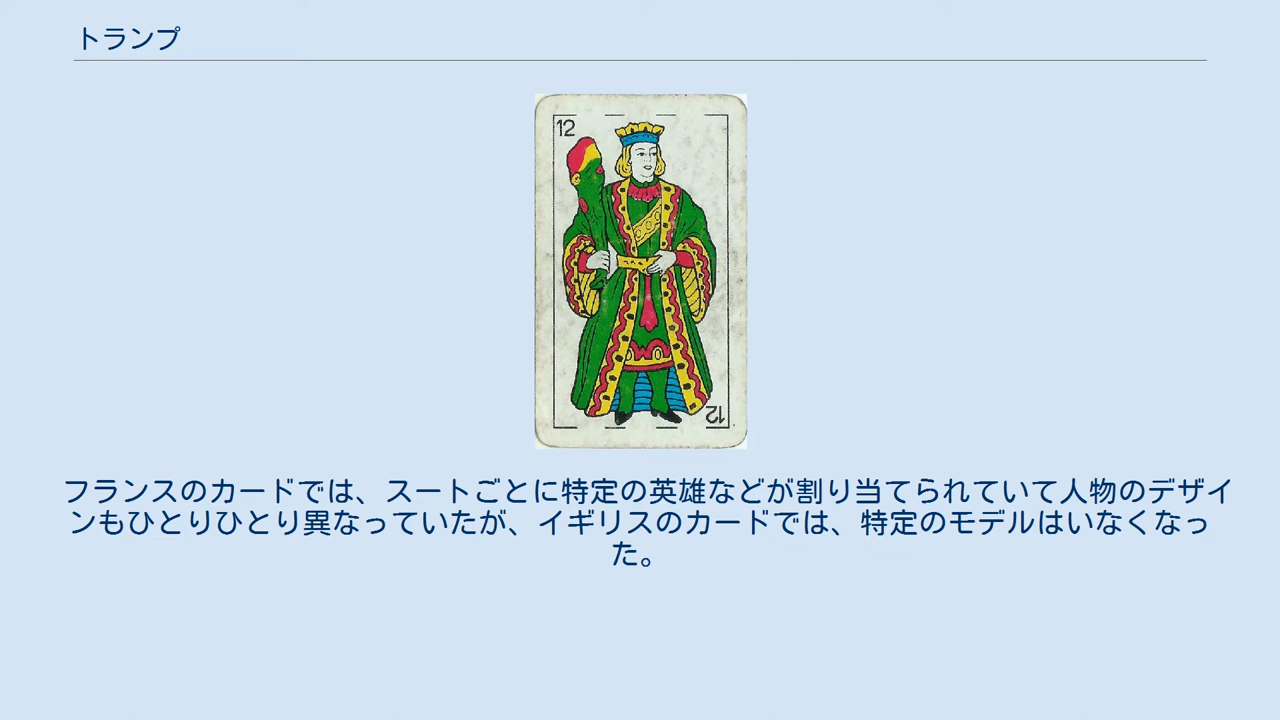 トランプ
12
12
フランスのカードでは、スートごとに特定の英雄などが割り当てられていて人物のデザイ
ンもひとりひとり異なっていたが、イギリスのカードでは、特定のモデルはいなくなっ
た。